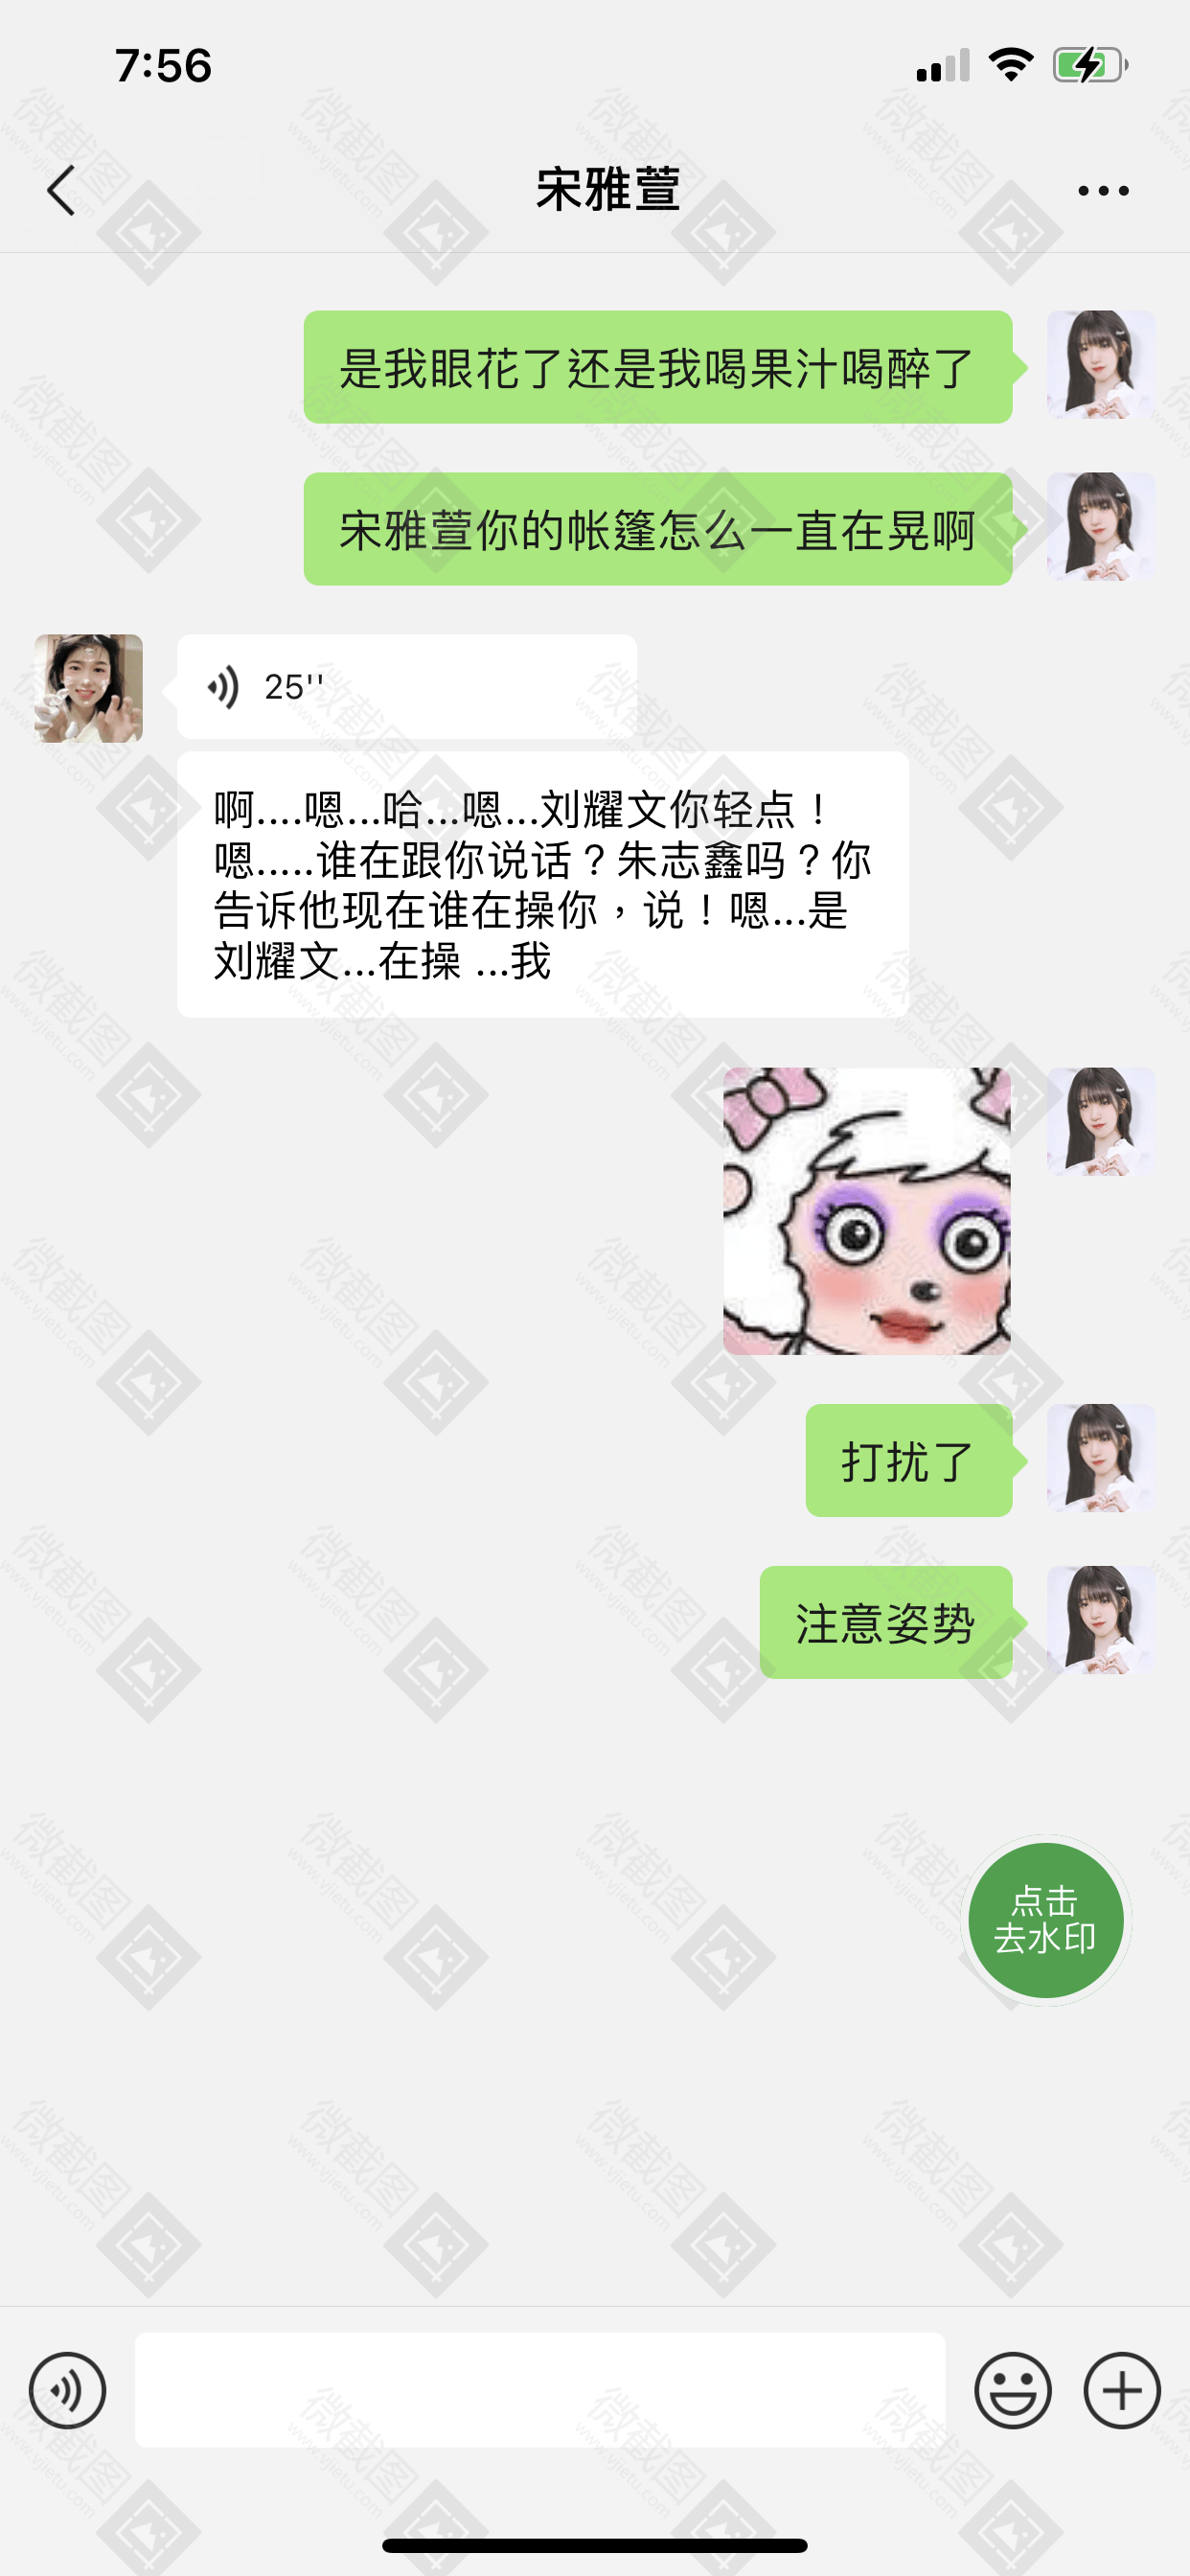 7:56
宋雅萱
是我眼花了还是我喝果汁喝醉了
宋雅萱你的帐篷怎么一直在晃啊
25''
啊....嗯...哈...嗯...刘耀文你轻点！
嗯.....谁在跟你说话？朱志鑫吗？你
告诉他现在谁在操你，说！嗯...是
刘耀文...在操 ...我
打扰了
注意姿势
点击
去水印
微截图
www.vjietu.com